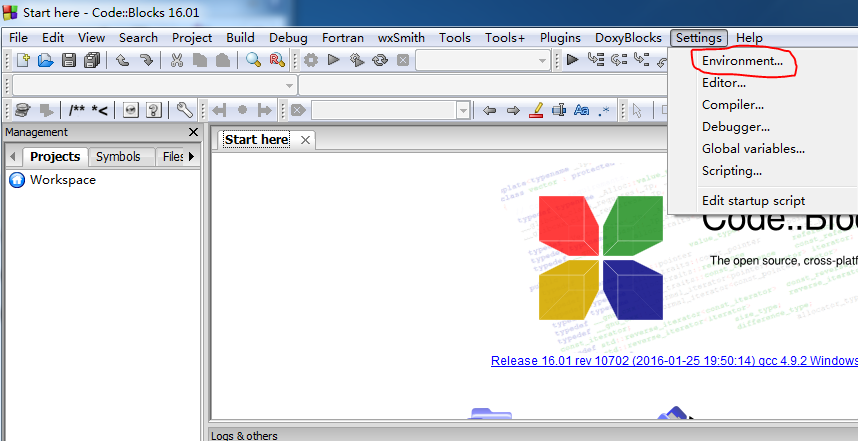 Start here - Code::Blocks 16.01
File Edit View Search Project Build Debug Fortran wxSmith Tools Tools+ Plugins DoxyBlocks Settings Help
Environment...
Editor...
Compiler...
Debugger...
Global variables...
Scripting...
Edit startup script
/** *<
Aa .*
Management
Projects Symbols Files
Workspace
Start here
Code::Bloc
The open source, cross-platf
Release 16.01 rev 10702 (2016-01-25 19:50:14) gcc 4.9.2 Windows
Logs & others